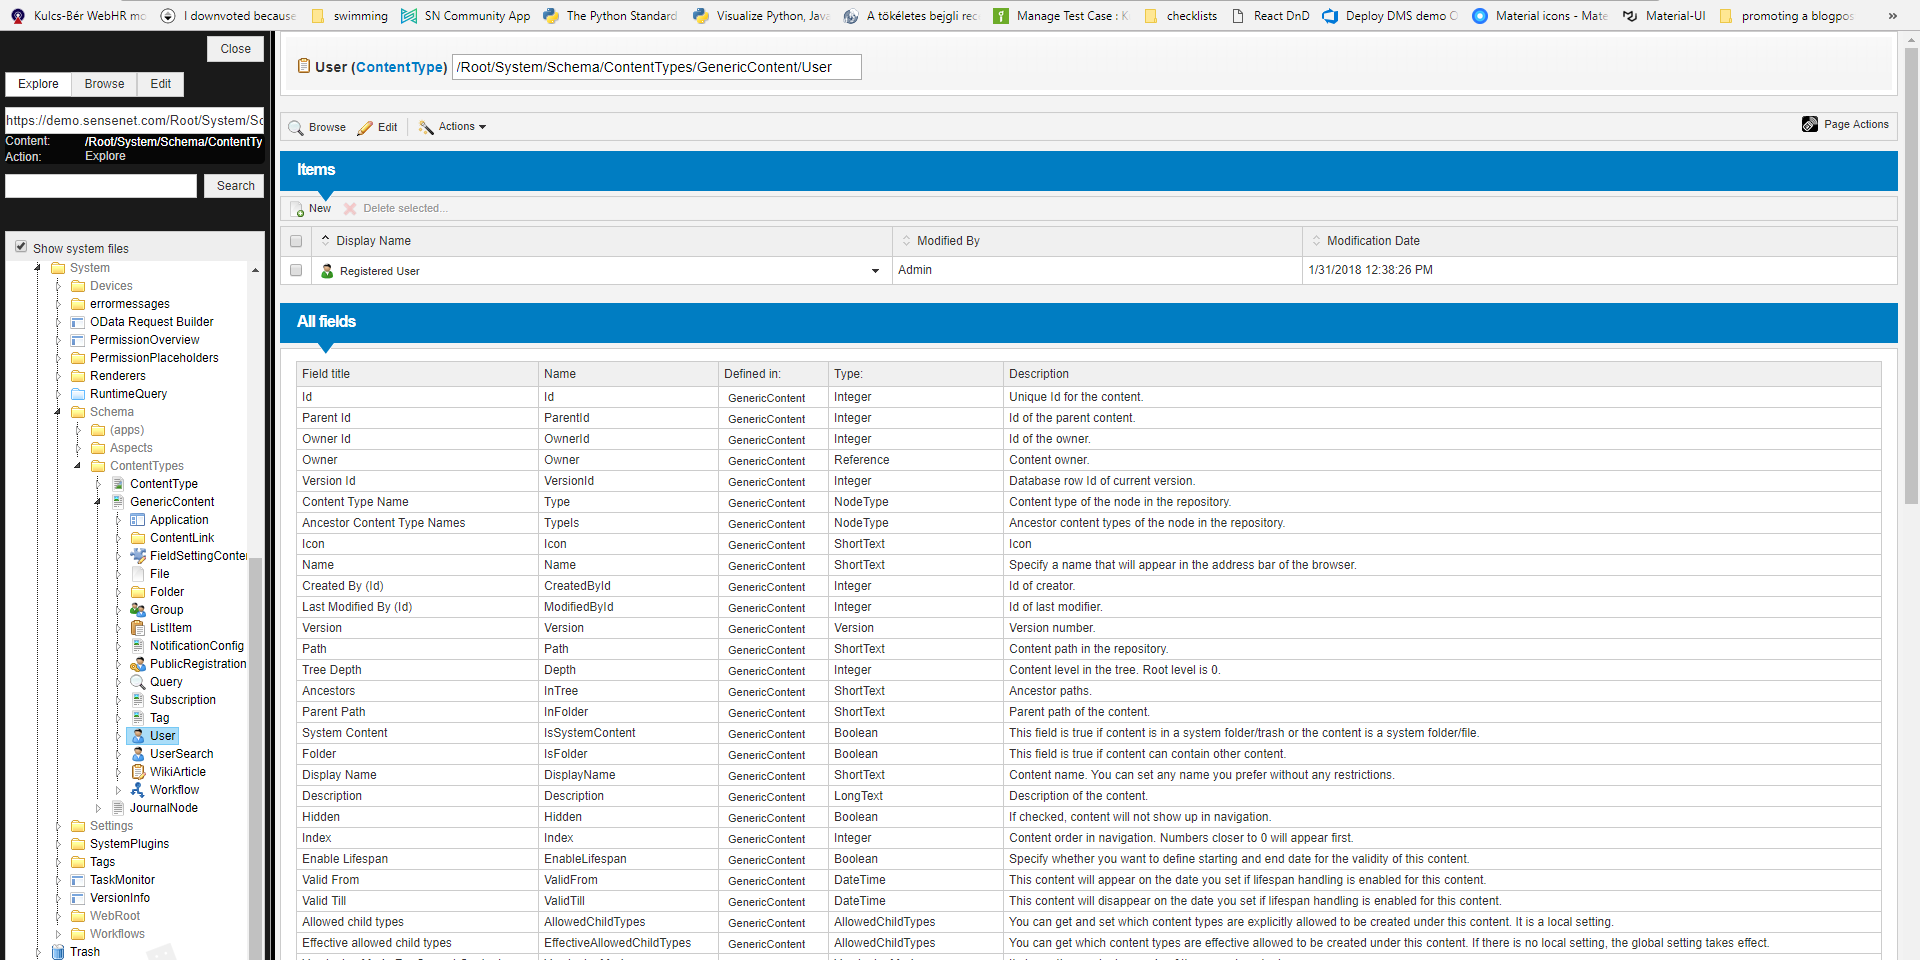 Kulcs-Bér WebHR mo
I downvoted because
swimming
SN Community App
The Python Standard
Visualize Python, Java
A tökéletes bejgli rec
Manage Test Case : K
checklists
React DnD
Deploy DMS demo O
Material icons - Mate
Material-UI
promoting a blogpos
»
Close
Explore Browse Edit
https://demo.sensenet.com/Root/System/Sc
Content: /Root/System/Schema/ContentTy
Action: Explore
Search
Show system files
System
Devices
errormessages
OData Request Builder
PermissionOverview
PermissionPlaceholders
Renderers
RuntimeQuery
Schema
(apps)
Aspects
ContentTypes
ContentType
GenericContent
Application
ContentLink
FieldSettingConte
File
Folder
Group
ListItem
NotificationConfig
PublicRegistration
Query
Subscription
Tag
User
UserSearch
WikiArticle
Workflow
JournalNode
Settings
SystemPlugins
Tags
TaskMonitor
VersionInfo
WebRoot
Workflows
Trash
User (ContentType) /Root/System/Schema/ContentTypes/GenericContent/User
Browse Edit Actions Page Actions
Items
New Delete selected...
Display Name Modified By Modification Date
Registered User Admin 1/31/2018 12:38:26 PM
All fields
Field title Name Defined in: Type: Description
Id Id GenericContent Integer Unique Id for the content.
Parent Id ParentId GenericContent Integer Id of the parent content.
Owner Id OwnerId GenericContent Integer Id of the owner.
Owner Owner GenericContent Reference Content owner.
Version Id VersionId GenericContent Integer Database row Id of current version.
Content Type Name Type GenericContent NodeType Content type of the node in the repository.
Ancestor Content Type Names TypeIs GenericContent NodeType Ancestor content types of the node in the repository.
Icon Icon GenericContent ShortText Icon
Name Name GenericContent ShortText Specify a name that will appear in the address bar of the browser.
Created By (Id) CreatedById GenericContent Integer Id of creator.
Last Modified By (Id) ModifiedById GenericContent Integer Id of last modifier.
Version Version GenericContent Version Version number.
Path Path GenericContent ShortText Content path in the repository.
Tree Depth Depth GenericContent Integer Content level in the tree. Root level is 0.
Ancestors InTree GenericContent ShortText Ancestor paths.
Parent Path InFolder GenericContent ShortText Parent path of the content.
System Content IsSystemContent GenericContent Boolean This field is true if content is in a system folder/trash or the content is a system folder/file.
Folder IsFolder GenericContent Boolean This field is true if content can contain other content.
Display Name DisplayName GenericContent ShortText Content name. You can set any name you prefer without any restrictions.
Description Description GenericContent LongText Description of the content.
Hidden Hidden GenericContent Boolean If checked, content will not show up in navigation.
Index Index GenericContent Integer Content order in navigation. Numbers closer to 0 will appear first.
Enable Lifespan EnableLifespan GenericContent Boolean Specify whether you want to define starting and end date for the validity of this content.
Valid From ValidFrom GenericContent DateTime This content will appear on the date you set if lifespan handling is enabled for this content.
Valid Till ValidTill GenericContent DateTime This content will disappear on the date you set if lifespan handling is enabled for this content.
Allowed child types AllowedChildTypes GenericContent AllowedChildTypes You can get and set which content types are explicitly allowed to be created under this content. It is a local setting.
Effective allowed child types EffectiveAllowedChildTypes GenericContent AllowedChildTypes You can get which content types are effective allowed to be created under this content. If there is no local setting, the global setting takes effect.